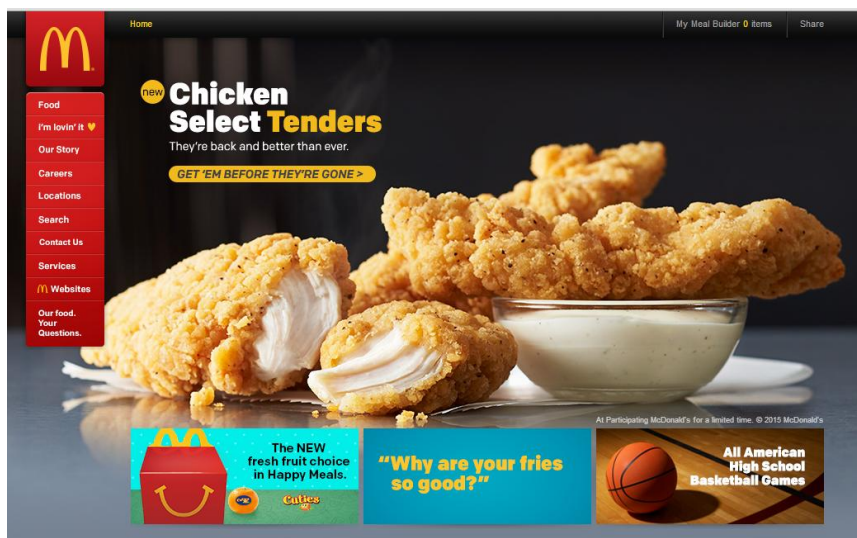 Home
My Meal Builder 0 items
Share
Food
I'm lovin' it
Our Story
Careers
Locations
Search
Contact Us
Services
Websites
Our food.
Your
Questions.
new
Chicken
Select Tenders
They're back and better than ever.
GET 'EM BEFORE THEY'RE GONE >
At Participating McDonald's for a limited time. © 2015 McDonald's
The NEW
fresh fruit choice
in Happy Meals.
Cuties
"Why are your fries
so good?"
All American
High School
Basketball Games